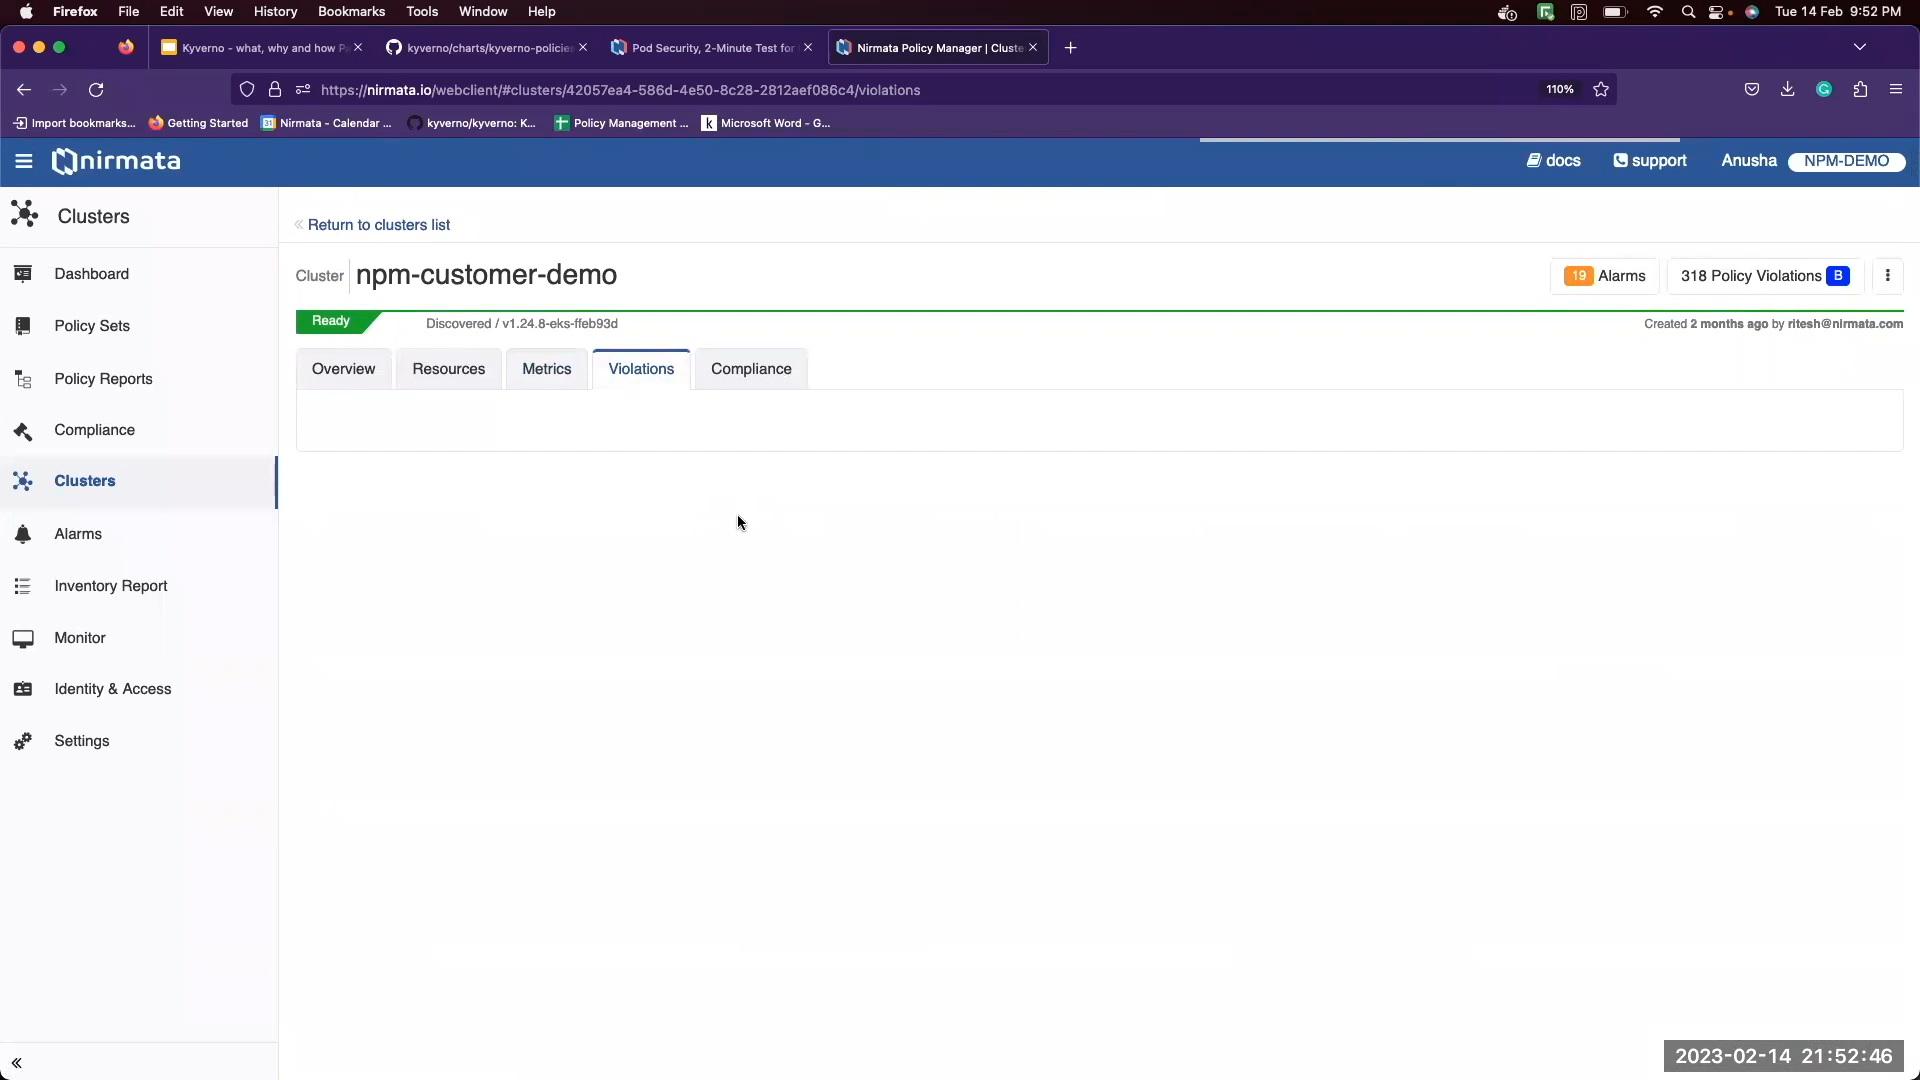 Firefox File Edit View History Bookmarks Tools Window Help Tue 14 Feb 9:52 PM
Kyverno - what, why and how P kyverno/charts/kyverno-policies Pod Security, 2-Minute Test for Nirmata Policy Manager | Cluste
https://nirmata.io/webclient/#clusters/42057ea4-586d-4e50-8c28-2812aef086c4/violations 110%
Import bookmarks... Getting Started Nirmata - Calendar ... kyverno/kyverno: K... Policy Management ... Microsoft Word - G...
nirmata docs support Anusha NPM-DEMO
Clusters
« Return to clusters list
Dashboard
Cluster npm-customer-demo 19 Alarms 318 Policy Violations B
Ready Discovered / v1.24.8-eks-ffeb93d Created 2 months ago by ritesh@nirmata.com
Policy Sets
Overview Resources Metrics Violations Compliance
Policy Reports
Compliance
Clusters
Alarms
Inventory Report
Monitor
Identity & Access
Settings
«
2023-02-14 21:52:46